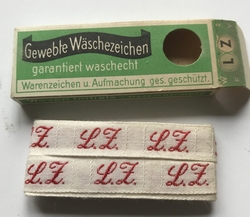 Gewebte Wäschezeichen
garantiert waschecht
Warenzeichen u. Aufmachung ges. geschützt.
L Z
L.Z. L.Z. L.Z.
L.Z. L.Z. L.Z.